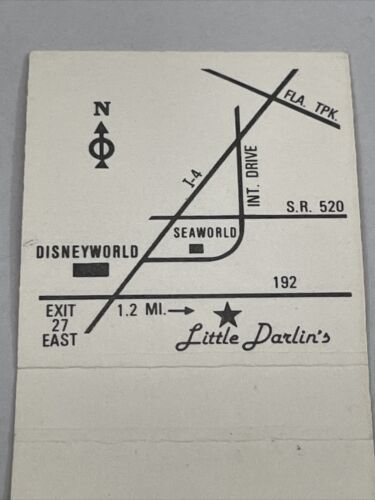 N
FLA. TPK.
I-4
INT. DRIVE
S.R. 520
SEAWORLD
DISNEYWORLD
192
EXIT
27
EAST
1.2 MI.
Little Darlin's